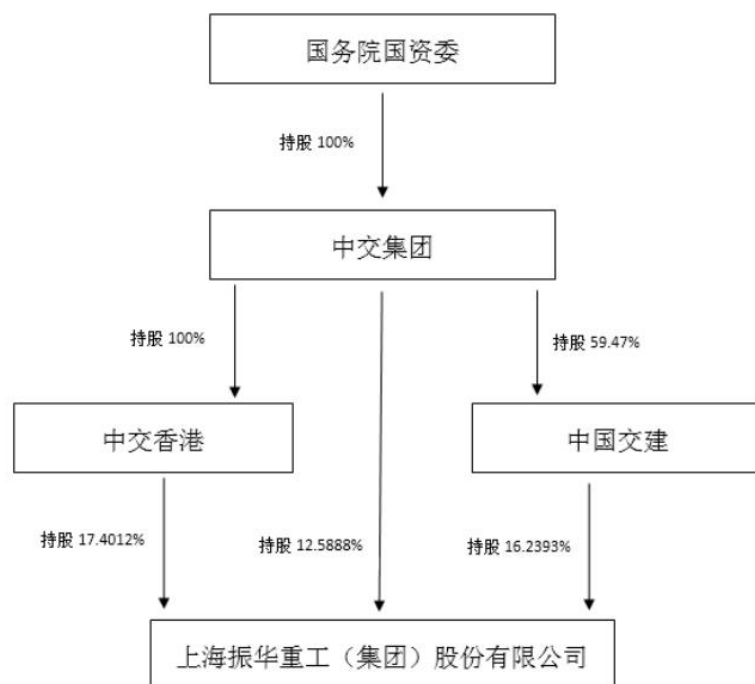 国务院国资委
持股 100%
中交集团
持股 100%
持股 59.47%
中交香港
中国交建
持股 17.4012%
持股 12.5888%
持股 16.2393%
上海振华重工（集团）股份有限公司